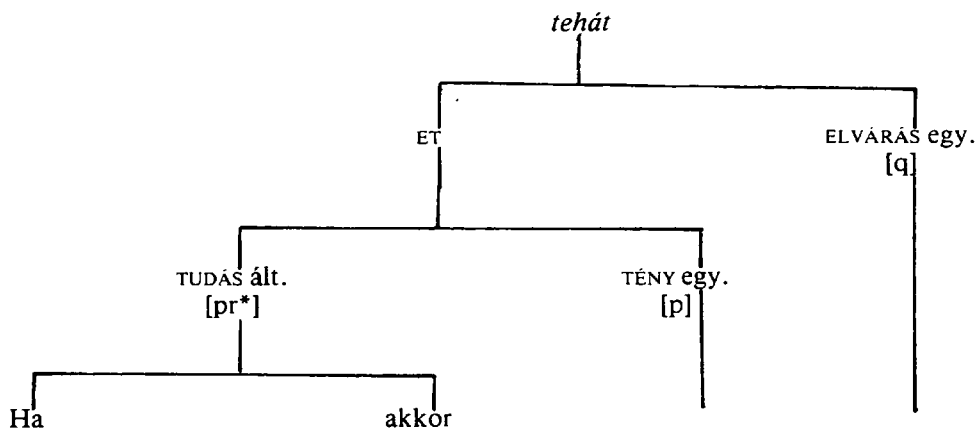 tehát
ET
ELVÁRÁS egy.
[q]
TUDÁS ált.
[pr*]
TÉNY egy.
[p]
Ha
akkor